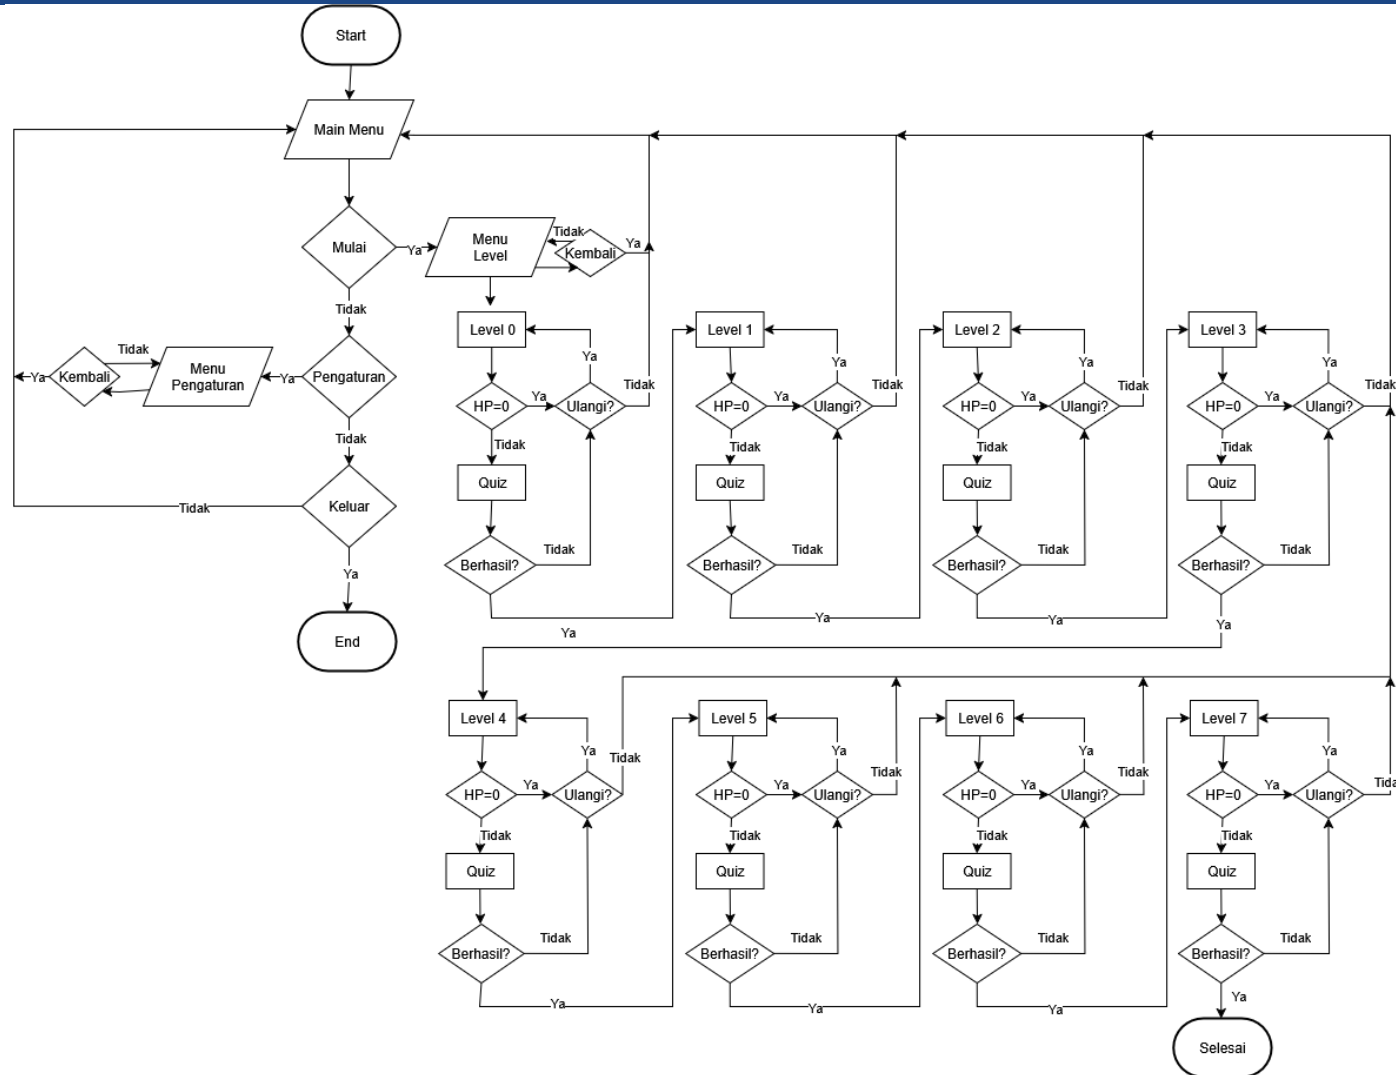 Start
Main Menu
Mulai
Ya
Menu
Level
Tidak
Kembali
Ya
Tidak
Pengaturan
Ya
Menu
Pengaturan
Tidak
Kembali
Ya
Tidak
Keluar
Tidak
Ya
End
Level 0
HP=0
Ya
Ulangi?
Ya
Tidak
Tidak
Quiz
Berhasil?
Tidak
Ya
Level 1
HP=0
Ya
Ulangi?
Ya
Tidak
Tidak
Quiz
Berhasil?
Tidak
Ya
Level 2
HP=0
Ya
Ulangi?
Ya
Tidak
Tidak
Quiz
Berhasil?
Tidak
Ya
Level 3
HP=0
Ya
Ulangi?
Ya
Tidak
Tidak
Quiz
Berhasil?
Tidak
Ya
Level 4
HP=0
Ya
Ulangi?
Ya
Tidak
Tidak
Quiz
Berhasil?
Tidak
Ya
Level 5
HP=0
Ya
Ulangi?
Ya
Tidak
Tidak
Quiz
Berhasil?
Tidak
Ya
Level 6
HP=0
Ya
Ulangi?
Ya
Tidak
Tidak
Quiz
Berhasil?
Tidak
Ya
Level 7
HP=0
Ya
Ulangi?
Ya
Tida
Tidak
Quiz
Berhasil?
Tidak
Ya
Selesai